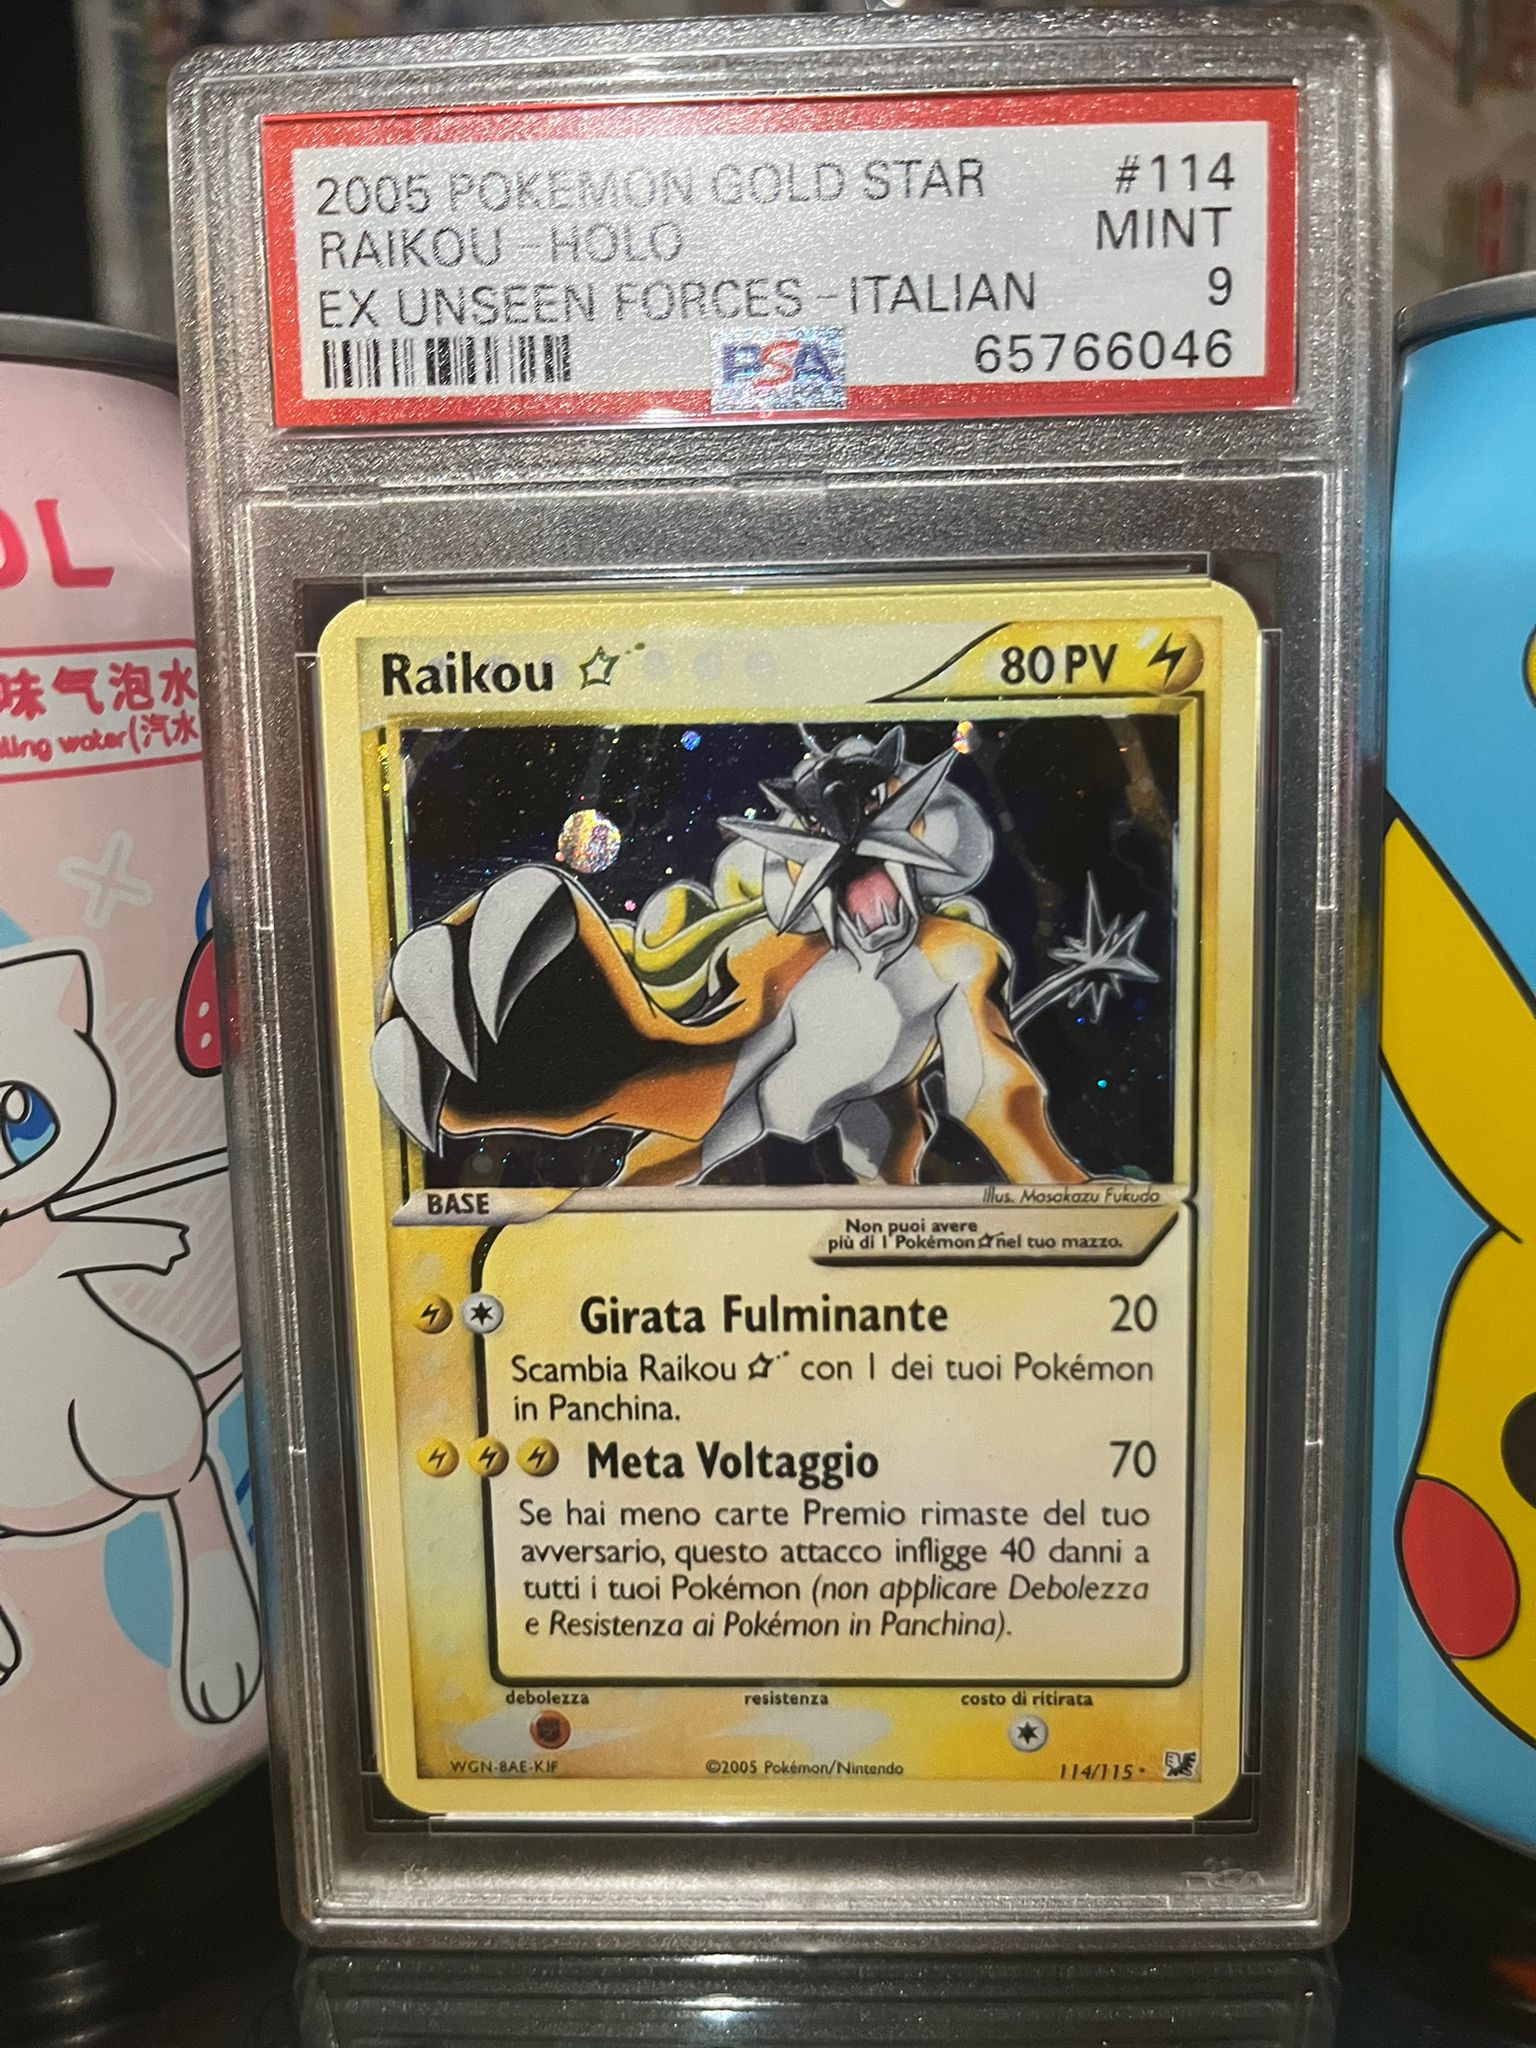 2005 POKEMON GOLD STAR #114
RAIKOU - HOLO MINT
EX UNSEEN FORCES - ITALIAN 9
PSA 65766046
OL
味气泡水
ling water(汽水
Raikou 80 PV
BASE
Illus. Masakazu Fukuda
Non puoi avere
più di 1 Pokémon ☆ nel tuo mazzo.
Girata Fulminante 20
Scambia Raikou ☆ con 1 dei tuoi Pokémon
in Panchina.
Meta Voltaggio 70
Se hai meno carte Premio rimaste del tuo
avversario, questo attacco infligge 40 danni a
tutti i tuoi Pokémon (non applicare Debolezza
e Resistenza ai Pokémon in Panchina).
debolezza resistenza costo di ritirata
WGN-8AE-KJF ©2005 Pokémon/Nintendo 114/115